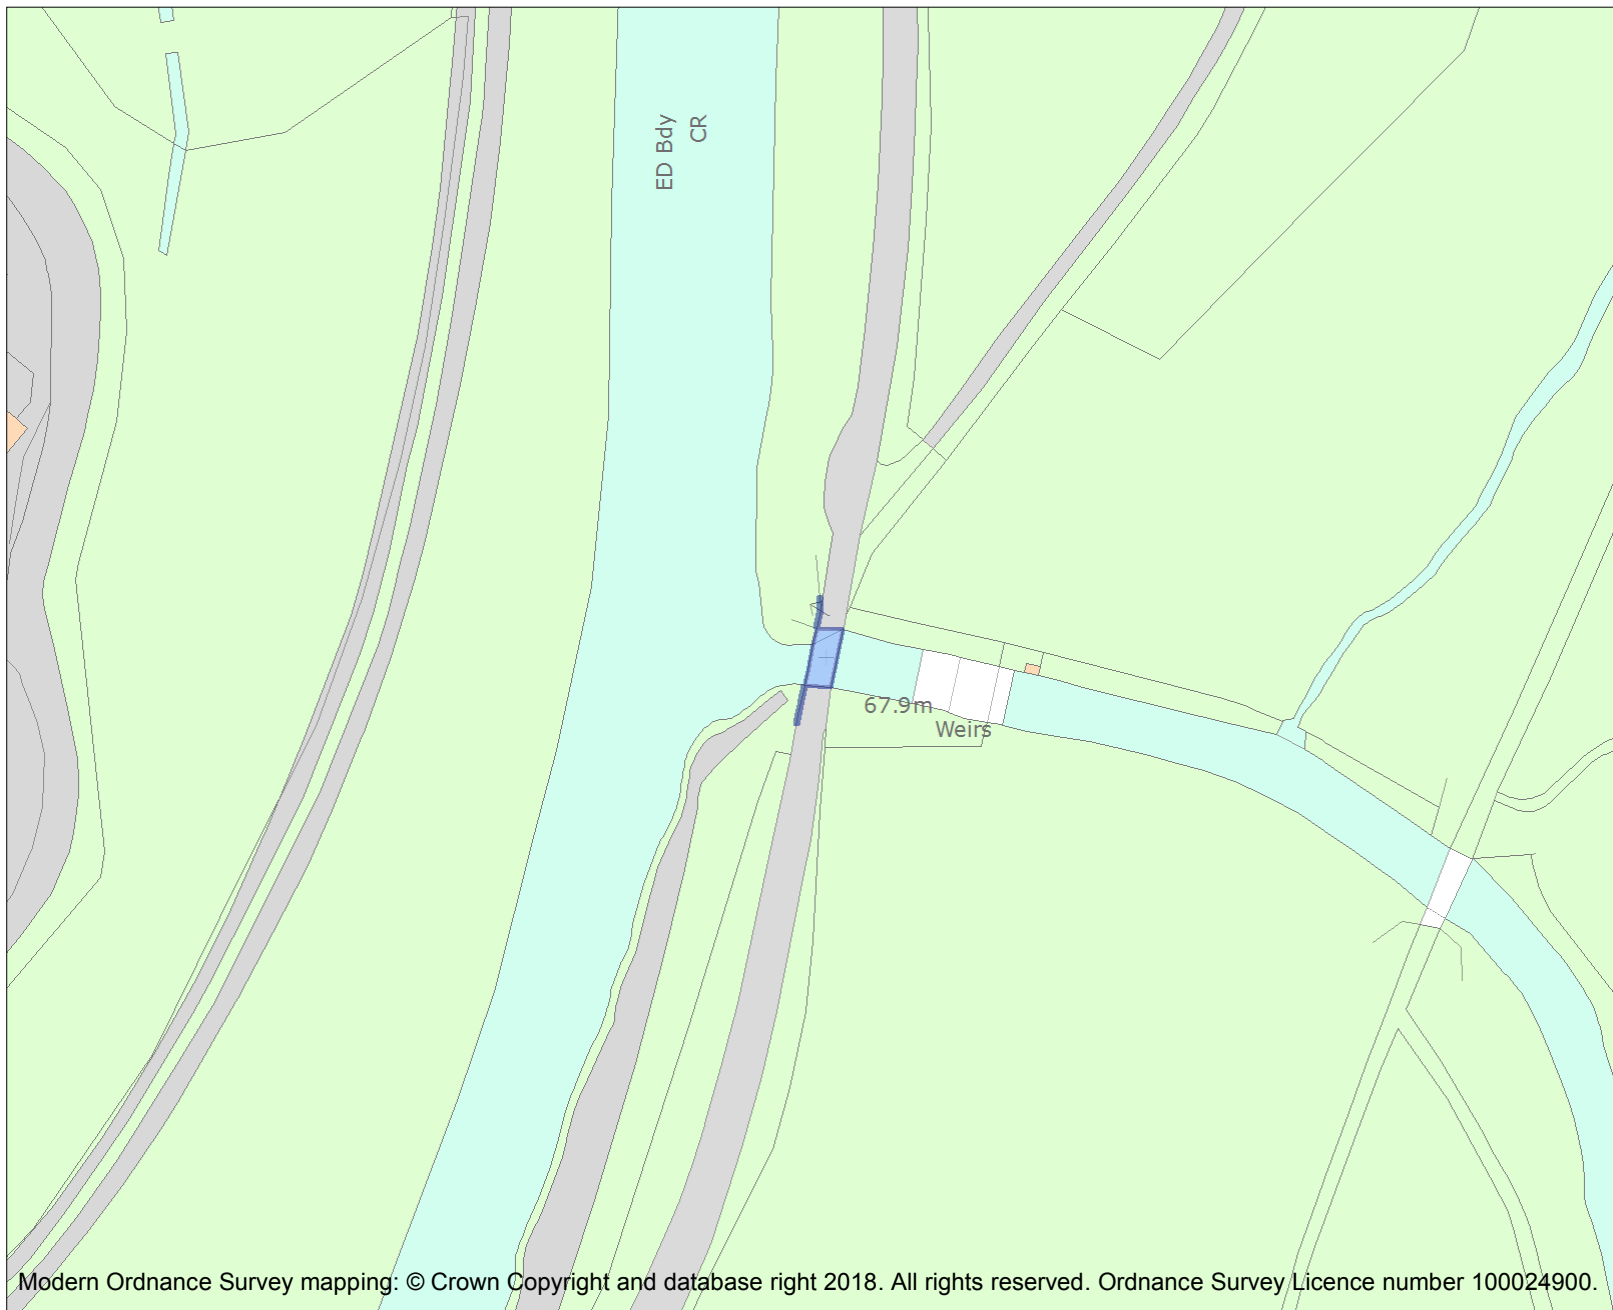 ED Bdy
CR
67.9m
Weirs
Modern Ordnance Survey mapping: © Crown Copyright and database right 2018. All rights reserved. Ordnance Survey Licence number 100024900.